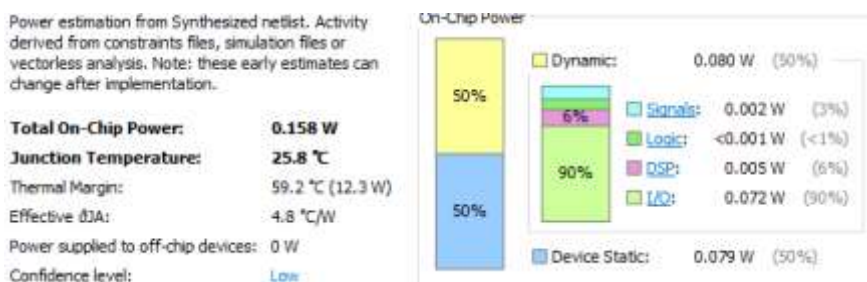 Power estimation from Synthesized netlist. Activity
derived from constraints files, simulation files or
vectorless analysis. Note: these early estimates can
change after implementation.
Total On-Chip Power: 0.158 W
Junction Temperature: 25.8 °C
Thermal Margin: 59.2 °C (12.3 W)
Effective ϑJA: 4.8 °C/W
Power supplied to off-chip devices: 0 W
Confidence level: Low
On-Chip Power
50%
50%
Dynamic: 0.080 W (50%)
6%
90%
Signals: 0.002 W (3%)
Logic: <0.001 W (<1%)
DSP: 0.005 W (6%)
I/O: 0.072 W (90%)
Device Static: 0.079 W (50%)